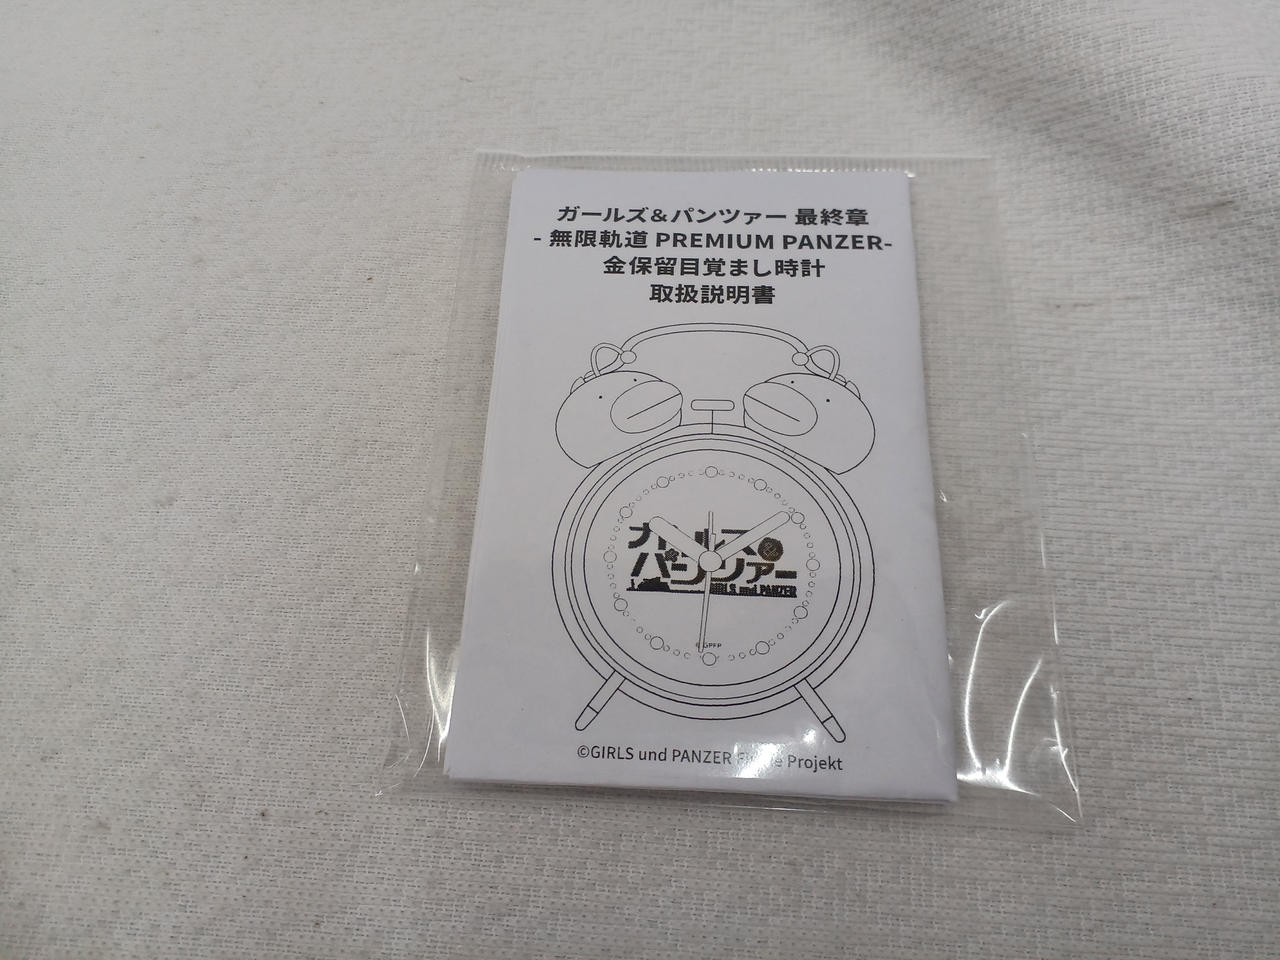 ガールズ&パンツァー 最終章
- 無限軌道 PREMIUM PANZER-
金保留目覚まし時計
取扱説明書
ガールズ&
パンツァー
GIRLS und PANZER
©GPFP
©GIRLS und PANZER Projekt